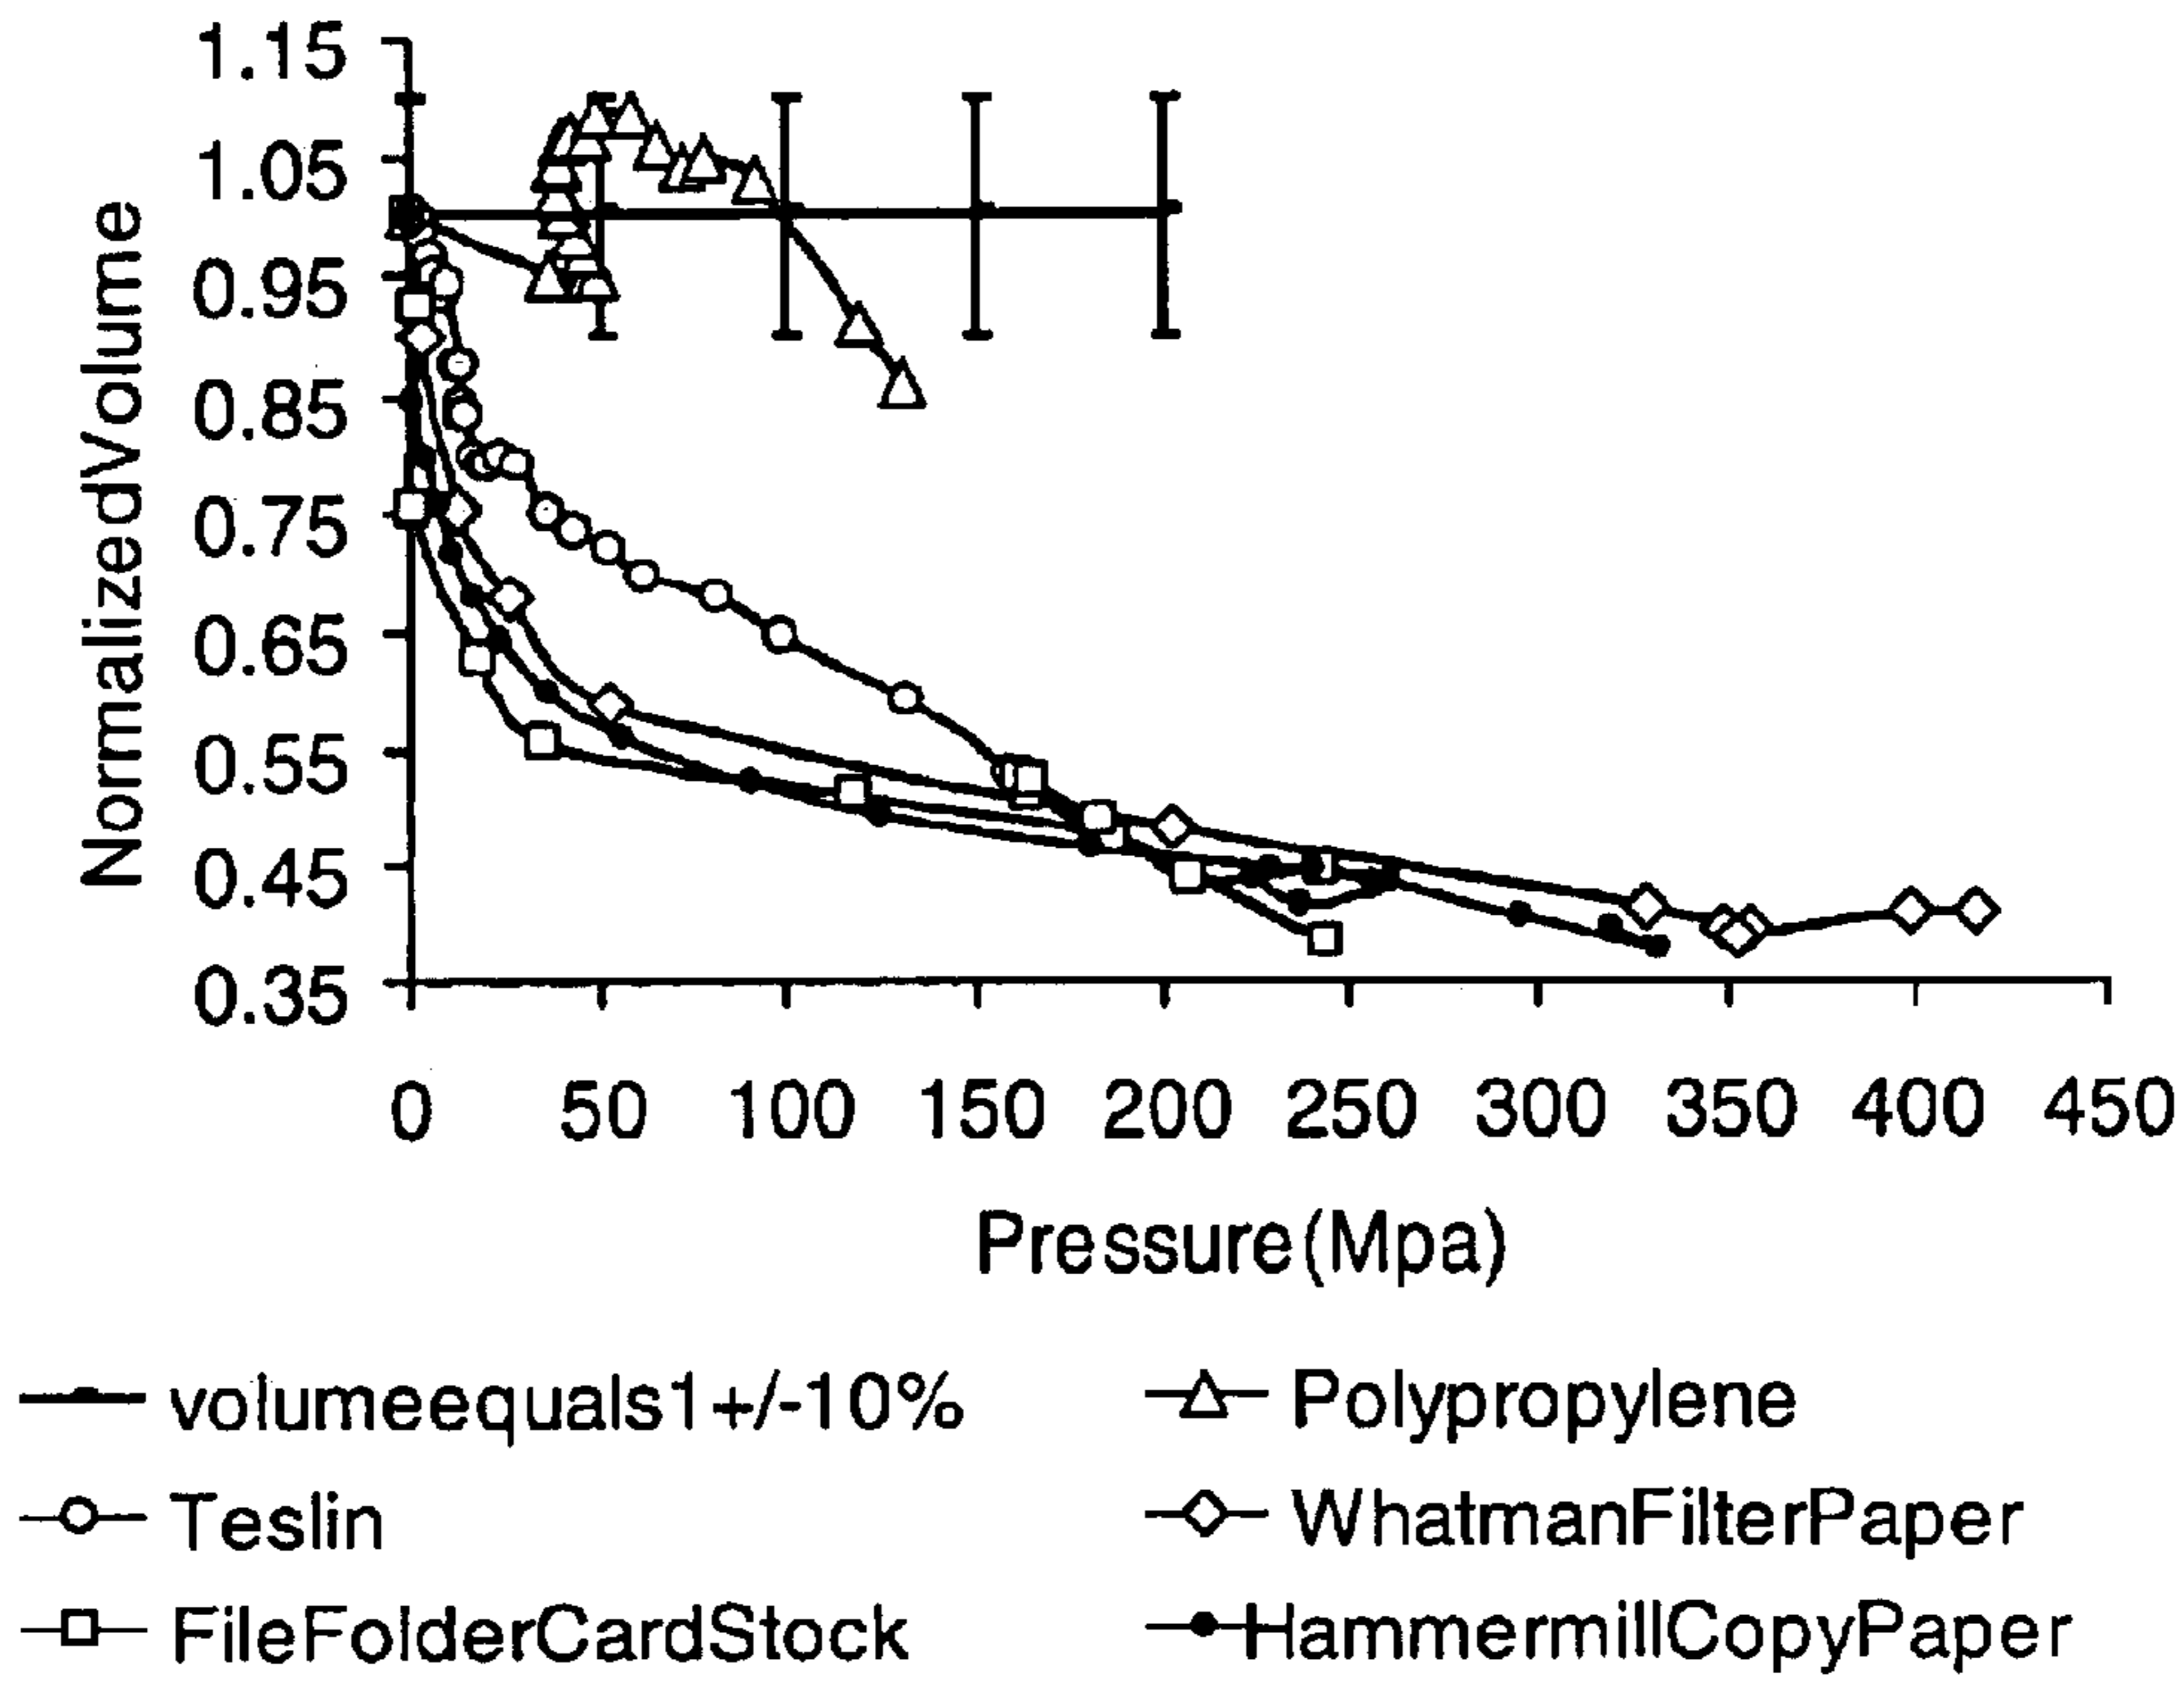 1.15
1.05
0.95
0.85
0.75
0.65
0.55
0.45
0.35
NormalizedVolume
0 50 100 150 200 250 300 350 400 450
Pressure(Mpa)
volumeequals1+/-10% Polypropylene
Teslin WhatmanFilterPaper
FileFolderCardStock HammermillCopyPaper